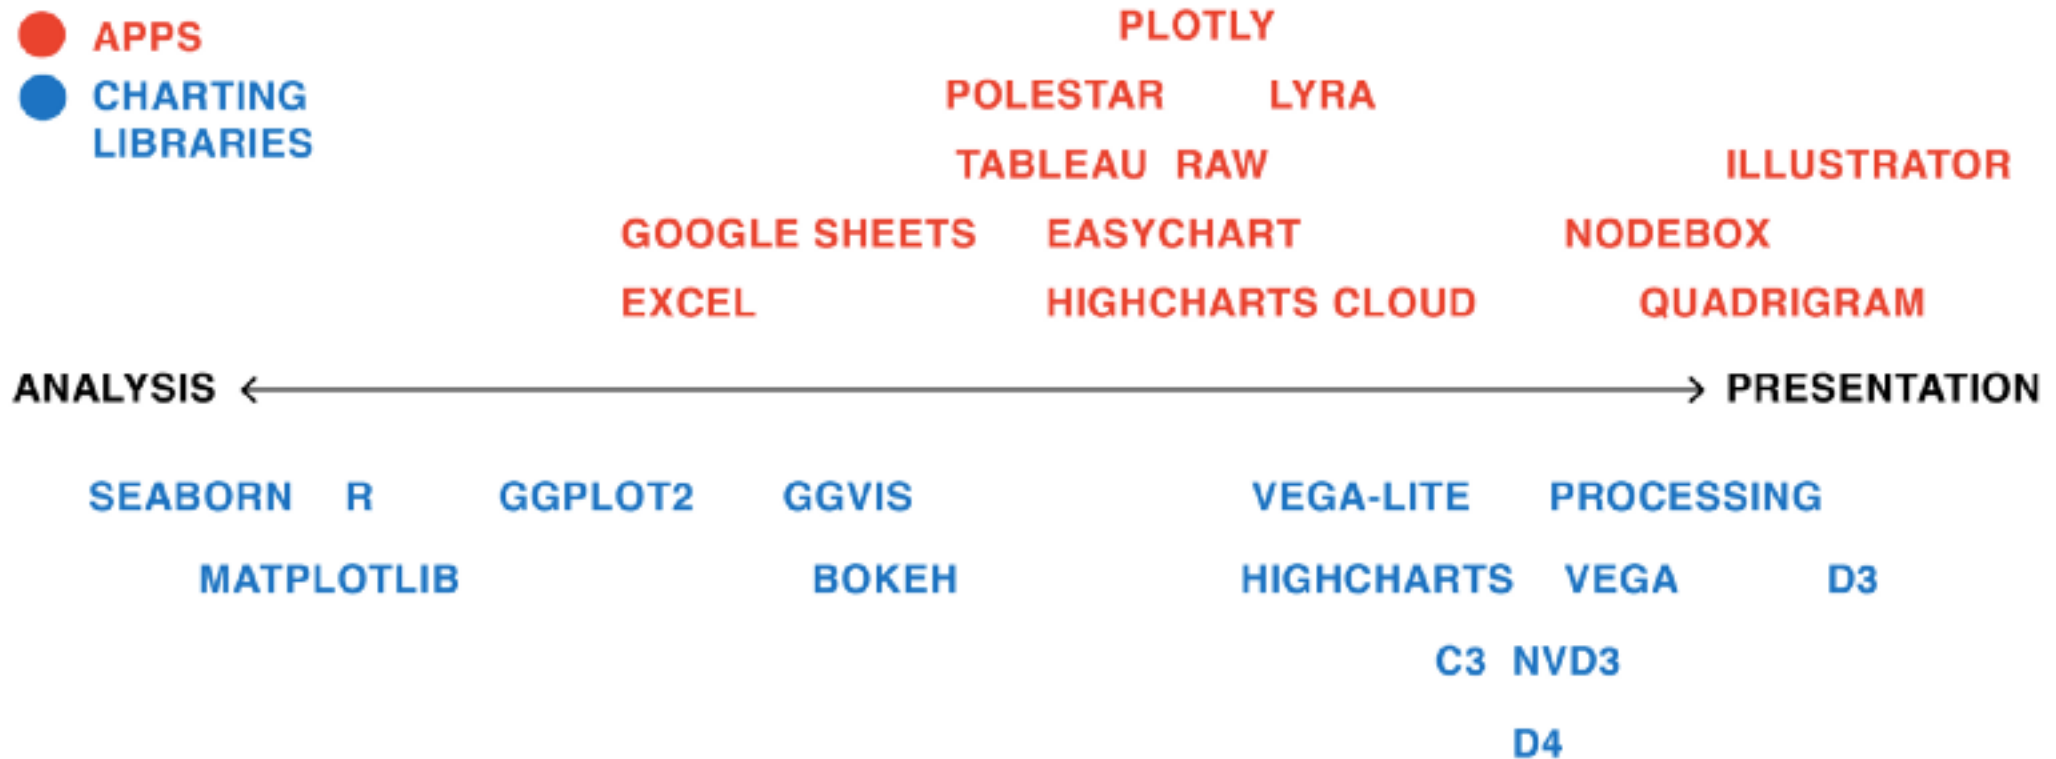 APPS
CHARTING
LIBRARIES
PLOTLY
POLESTAR LYRA
TABLEAU RAW ILLUSTRATOR
GOOGLE SHEETS EASYCHART NODEBOX
EXCEL HIGHCHARTS CLOUD QUADRIGRAM
ANALYSIS PRESENTATION
SEABORN R GGPLOT2 GGVIS VEGA-LITE PROCESSING
MATPLOTLIB BOKEH HIGHCHARTS VEGA D3
C3 NVD3
D4